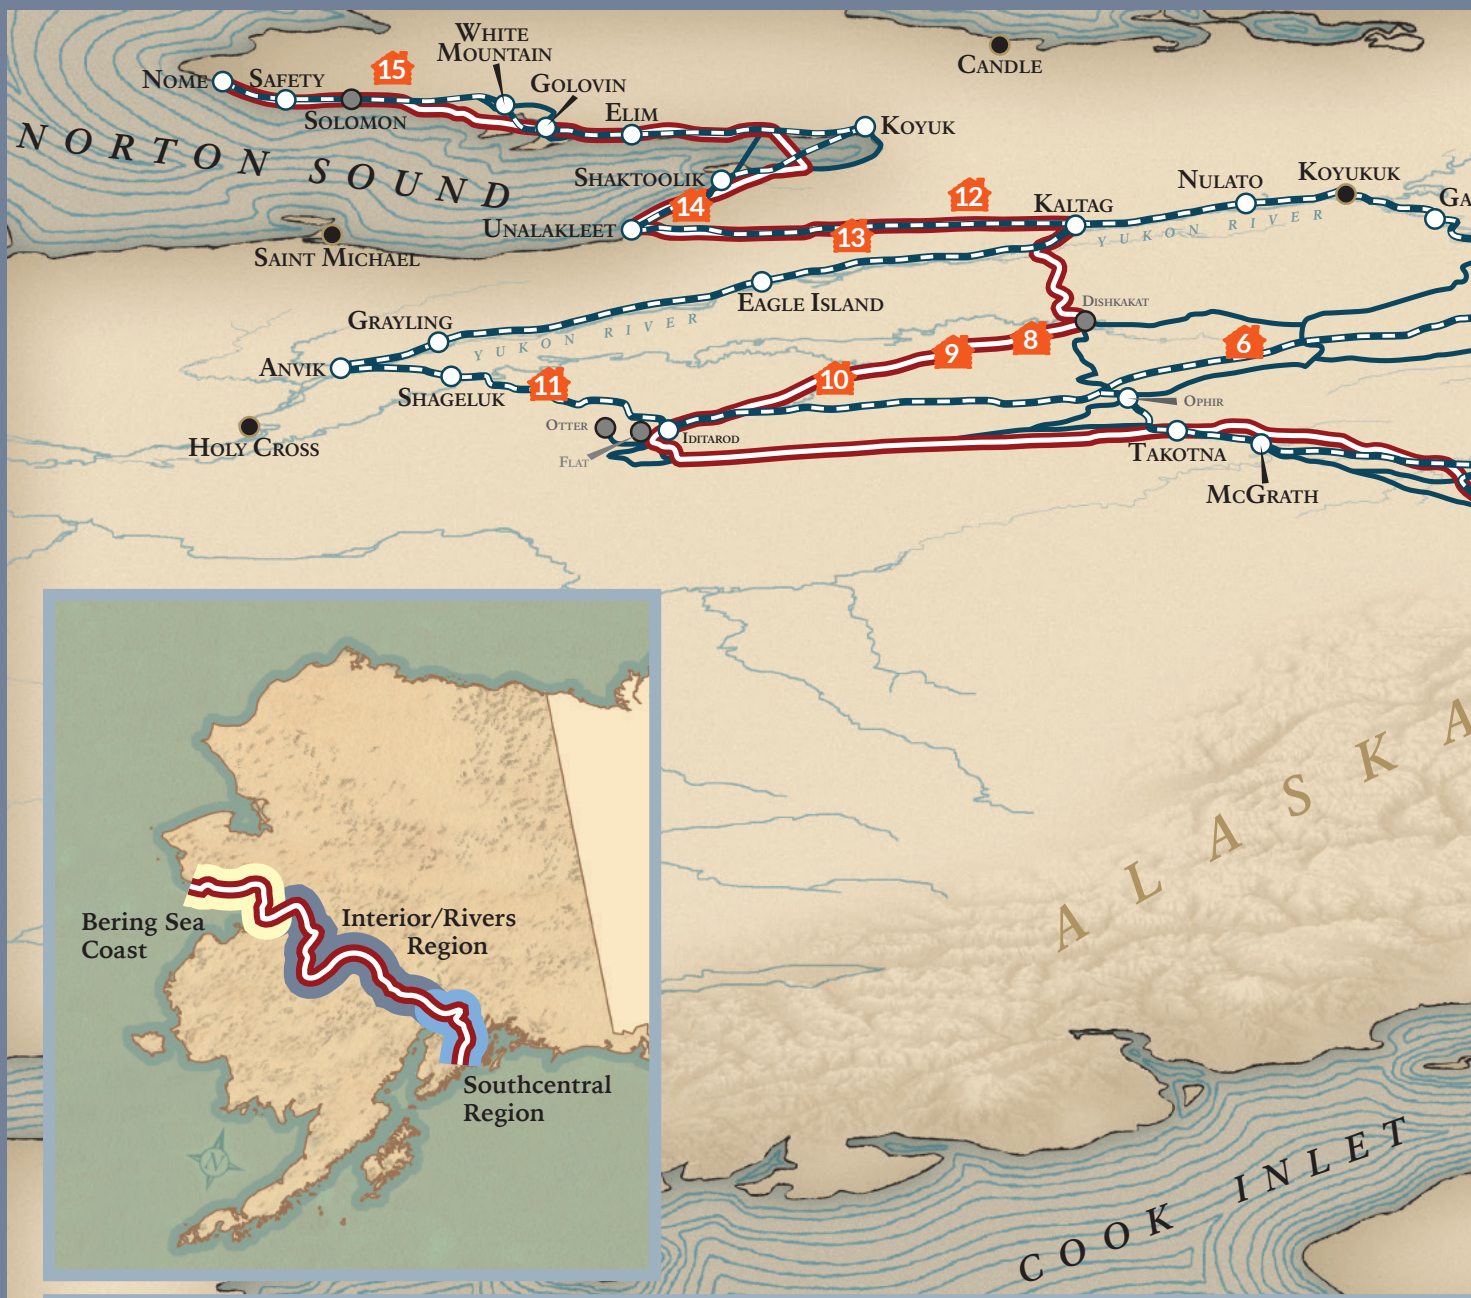 WHITE
MOUNTAIN
CANDLE
NOME
SAFETY
15
GOLOVIN
SOLOMON
ELIM
KOYUK
NORTON SOUND
SHAKTOOLIK
14
12
NULATO
KOYUKUK
KALTAG
GA
UNALAKLEET
13
YUKON RIVER
SAINT MICHAEL
EAGLE ISLAND
DISHKAKAT
GRAYLING
YUKON RIVER
8
6
9
ANVIK
10
11
SHAGELUK
OPHIR
OTTER
IDITAROD
HOLY CROSS
FLAT
TAKOTNA
MCGRATH
ALASKA
Bering Sea
Coast
Interior/Rivers
Region
Southcentral
Region
N
COOK INLET